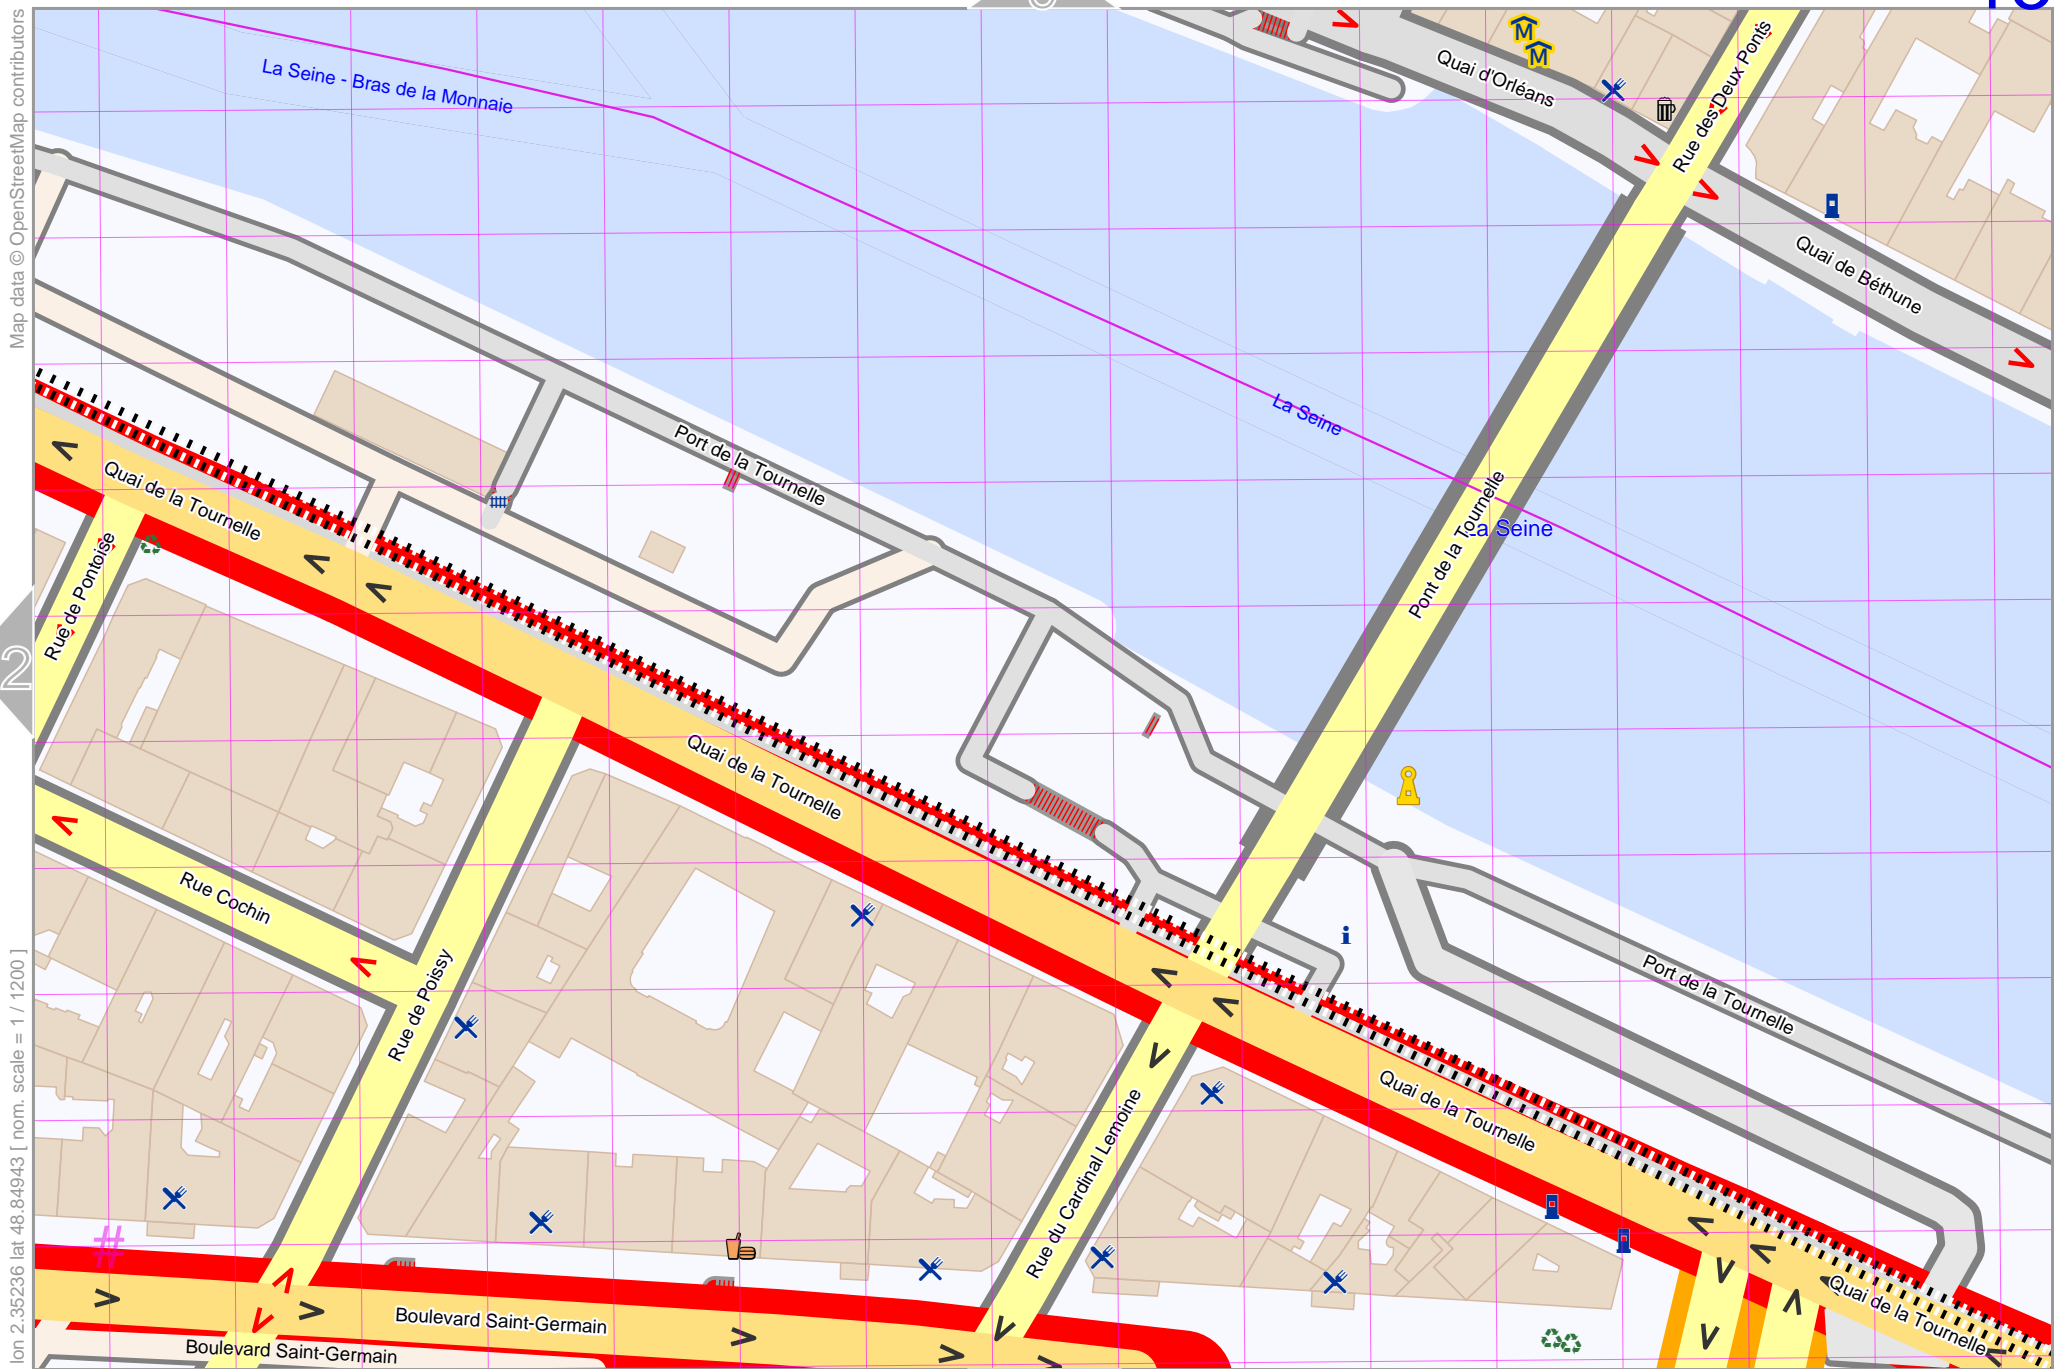 Map data © OpenStreetMap contributors
La Seine - Bras de la Monnaie
M
M
Quai d'Orléans
Rue des Deux Ponts
Quai de Béthune
La Seine
La Seine
Pont de la Tournelle
Port de la Tournelle
Quai de la Tournelle
Rue de Pontoise
2
Quai de la Tournelle
Rue Cochin
Rue de Poissy
i
Port de la Tournelle
Quai de la Tournelle
Rue du Cardinal Lemoine
#
Quai de la Tournelle
Boulevard Saint-Germain
Boulevard Saint-Germain
lon 2.35236 lat 48.84943 [ nom. scale = 1 / 1200 ]